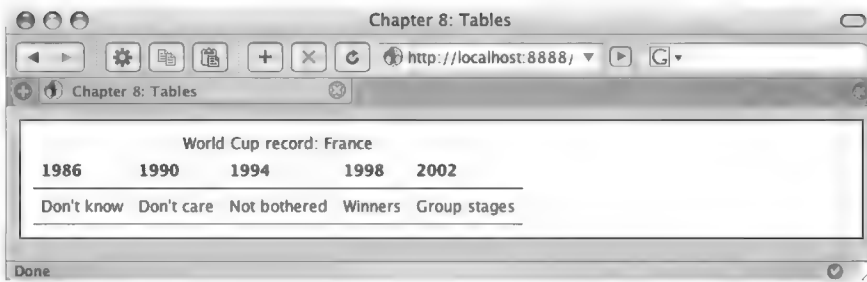 Chapter 8: Tables
http://localhost:8888/
G
Chapter 8: Tables
World Cup record: France
1986 1990 1994 1998 2002
Don't know Don't care Not bothered Winners Group stages
Done